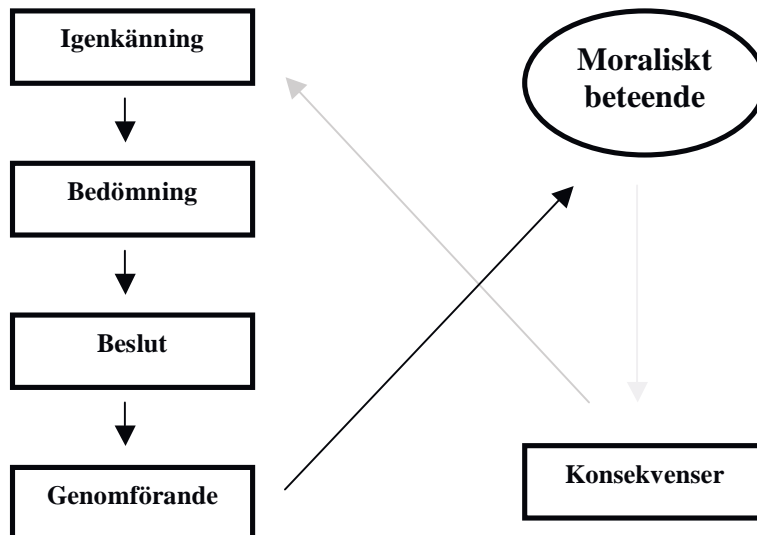 Igenkänning
Bedömning
Beslut
Genomförande
Moraliskt
beteende
Konsekvenser